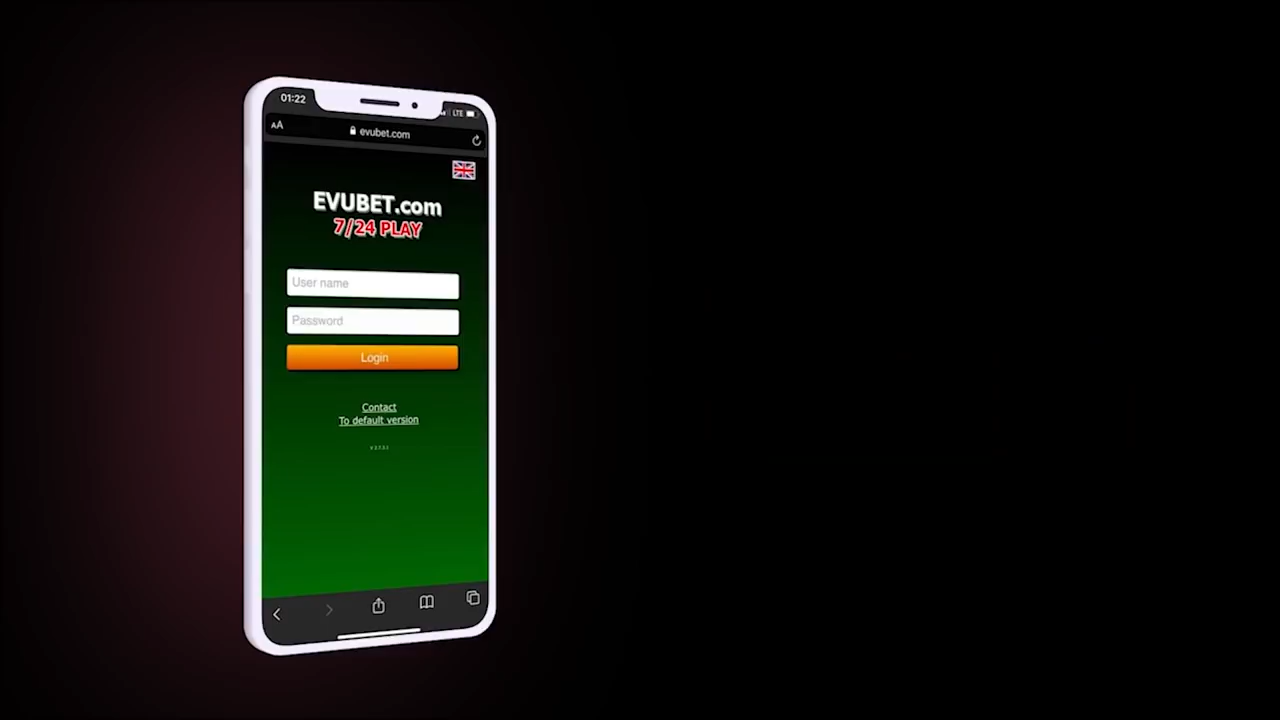 01:22
LTE
AA
evubet.com
EVUBET.com
7/24 PLAY
User name
Password
Login
Contact
To default version